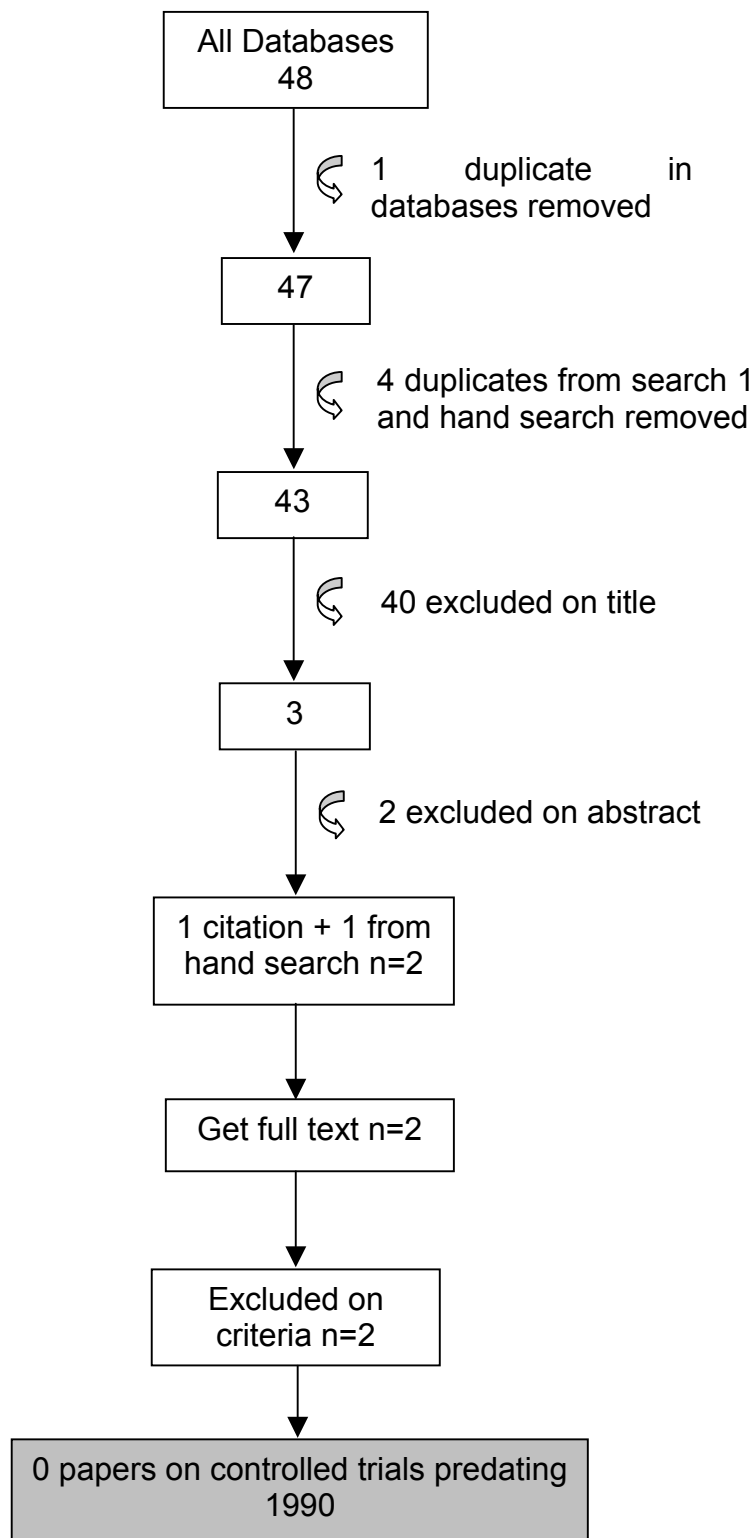 All Databases
48
1 duplicate in
databases removed
47
4 duplicates from search 1
and hand search removed
43
40 excluded on title
3
2 excluded on abstract
1 citation + 1 from
hand search n=2
Get full text n=2
Excluded on
criteria n=2
0 papers on controlled trials predating
1990